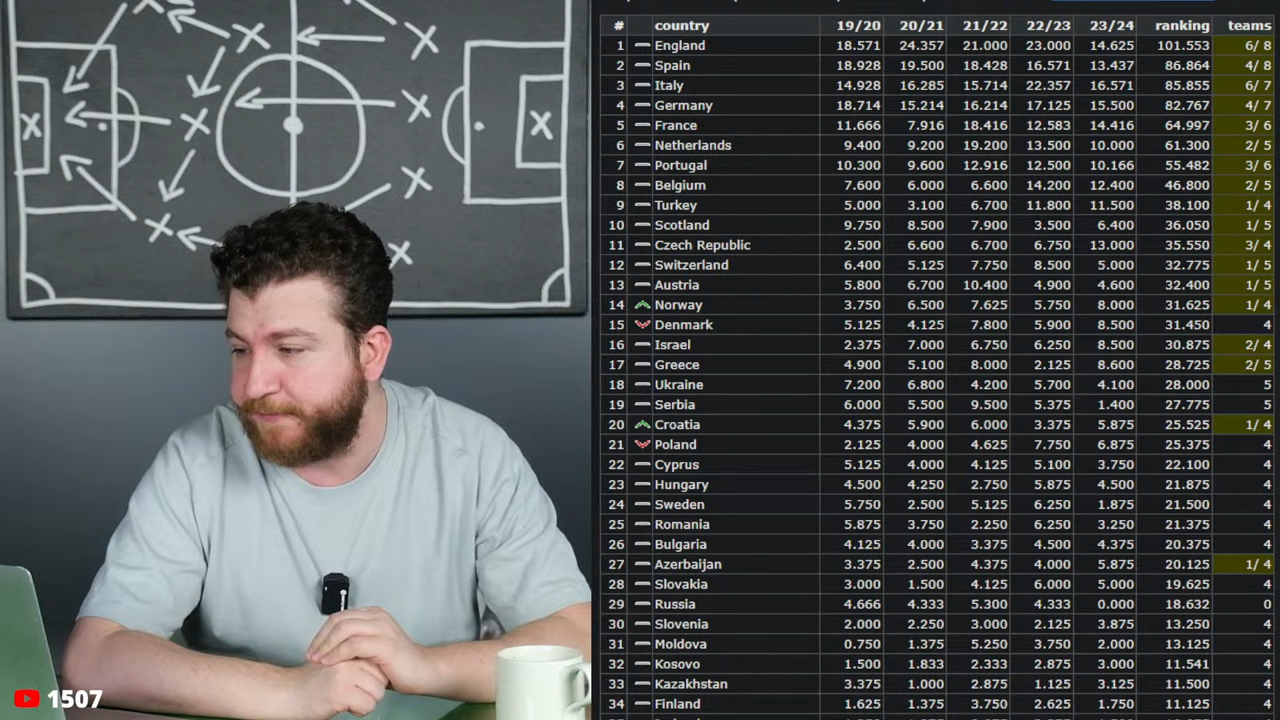 # country 19/20 20/21 21/22 22/23 23/24 ranking teams
1 England 18.571 24.357 21.000 23.000 14.625 101.553 6/ 8
2 Spain 18.928 19.500 18.428 16.571 13.437 86.864 4/ 8
3 Italy 14.928 16.285 15.714 22.357 16.571 85.855 6/ 7
4 Germany 18.714 15.214 16.214 17.125 15.500 82.767 4/ 7
5 France 11.666 7.916 18.416 12.583 14.416 64.997 3/ 6
6 Netherlands 9.400 9.200 19.200 13.500 10.000 61.300 2/ 5
7 Portugal 10.300 9.600 12.916 12.500 10.166 55.482 3/ 6
8 Belgium 7.600 6.000 6.600 14.200 12.400 46.800 2/ 5
9 Turkey 5.000 3.100 6.700 11.800 11.500 38.100 1/ 4
10 Scotland 9.750 8.500 7.900 3.500 6.400 36.050 1/ 5
11 Czech Republic 2.500 6.600 6.700 6.750 13.000 35.550 3/ 4
12 Switzerland 6.400 5.125 7.750 8.500 5.000 32.775 1/ 5
13 Austria 5.800 6.700 10.400 4.900 4.600 32.400 1/ 5
14 Norway 3.750 6.500 7.625 5.750 8.000 31.625 1/ 4
15 Denmark 5.125 4.125 7.800 5.900 8.500 31.450 4
16 Israel 2.375 7.000 6.750 6.250 8.500 30.875 2/ 4
17 Greece 4.900 5.100 8.000 2.125 8.600 28.725 2/ 5
18 Ukraine 7.200 6.800 4.200 5.700 4.100 28.000 5
19 Serbia 6.000 5.500 9.500 5.375 1.400 27.775 5
20 Croatia 4.375 5.900 6.000 3.375 5.875 25.525 1/ 4
21 Poland 2.125 4.000 4.625 7.750 6.875 25.375 4
22 Cyprus 5.125 4.000 4.125 5.100 3.750 22.100 4
23 Hungary 4.500 4.250 2.750 5.875 4.500 21.875 4
24 Sweden 5.750 2.500 5.125 6.250 1.875 21.500 4
25 Romania 5.875 3.750 2.250 6.250 3.250 21.375 4
26 Bulgaria 4.125 4.000 3.375 4.500 4.375 20.375 4
27 Azerbaijan 3.375 2.500 4.375 4.000 5.875 20.125 1/ 4
28 Slovakia 3.000 1.500 4.125 6.000 5.000 19.625 4
29 Russia 4.666 4.333 5.300 4.333 0.000 18.632 0
30 Slovenia 2.000 2.250 3.000 2.125 3.875 13.250 4
31 Moldova 0.750 1.375 5.250 3.750 2.000 13.125 4
32 Kosovo 1.500 1.833 2.333 2.875 3.000 11.541 4
33 Kazakhstan 3.375 1.000 2.875 1.125 3.125 11.500 4
34 Finland 1.625 1.375 3.750 2.625 1.750 11.125 4
1507